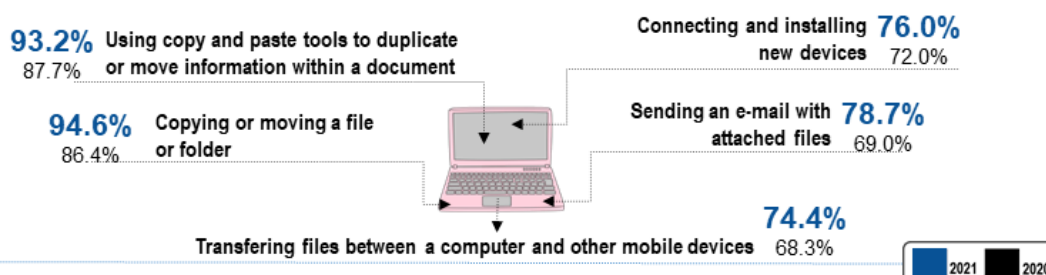 93.2% Using copy and paste tools to duplicate
87.7% or move information within a document
Connecting and installing 76.0%
new devices 72.0%
94.6% Copying or moving a file
86.4% or folder
Sending an e-mail with 78.7%
attached files 69.0%
74.4%
Transfering files between a computer and other mobile devices 68.3%
2021 2020